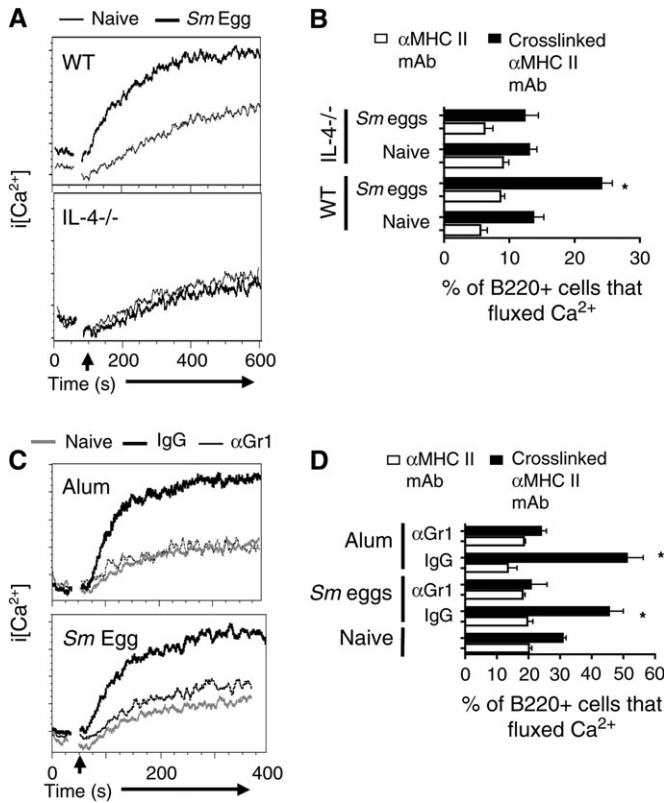 A
Naive Sm Egg
WT
IL-4-/-
i[Ca2+]
0 200 400 600
Time (s)
B
αMHC II mAb
Crosslinked αMHC II mAb
IL-4-/-
Sm eggs
Naive
WT
Sm eggs
*
Naive
0 10 20 30
% of B220+ cells that
fluxed Ca2+
C
Naive IgG αGr1
Alum
Sm Egg
i[Ca2+]
0 200 400
Time (s)
D
αMHC II mAb
Crosslinked αMHC II mAb
Alum
αGr1
IgG
*
Sm eggs
αGr1
IgG
*
Naive
0 10 20 30 40 50 60
% of B220+ cells that
fluxed Ca2+